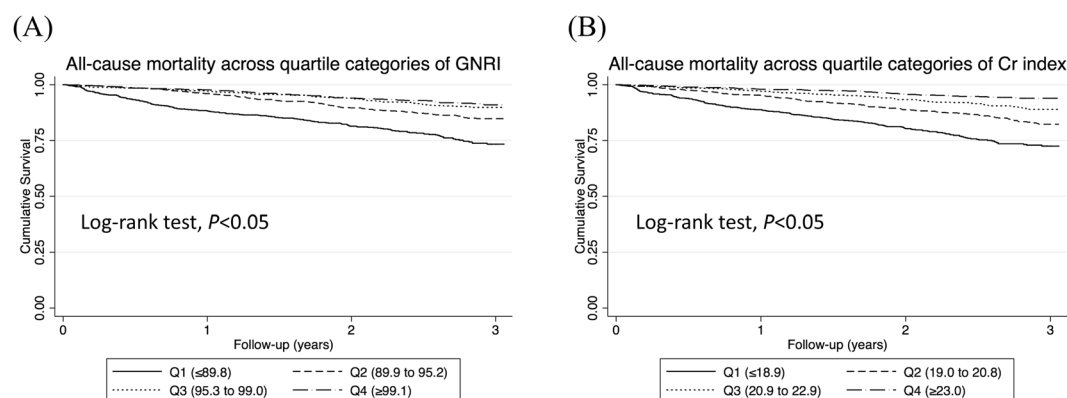 (A)
All-cause mortality across quartile categories of GNRI
Cumulative Survival
1.00
0.75
0.50
0.25
0.00
Log-rank test, P<0.05
0 1 2 3
Follow-up (years)
Q1 (≤89.8) Q2 (89.9 to 95.2)
Q3 (95.3 to 99.0) Q4 (≥99.1)
(B)
All-cause mortality across quartile categories of Cr index
Cumulative Survival
1.00
0.75
0.50
0.25
0.00
Log-rank test, P<0.05
0 1 2 3
Follow-up (years)
Q1 (≤18.9) Q2 (19.0 to 20.8)
Q3 (20.9 to 22.9) Q4 (≥23.0)